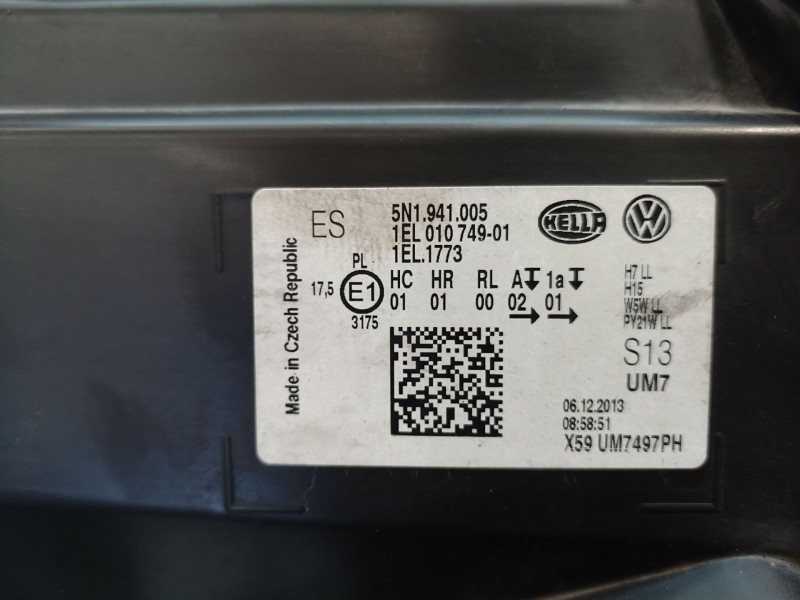 ES
5N1.941.005
1EL 010 749-01
1EL.1773
HELLA
VW
Made in Czech Republic
PL
17,5
E1
3175
HC HR RL A 1a
01 01 00 02 01
H7 LL
H15
W5W LL
PY21W LL
S13
UM7
06.12.2013
08:58:51
X59 UM7497PH